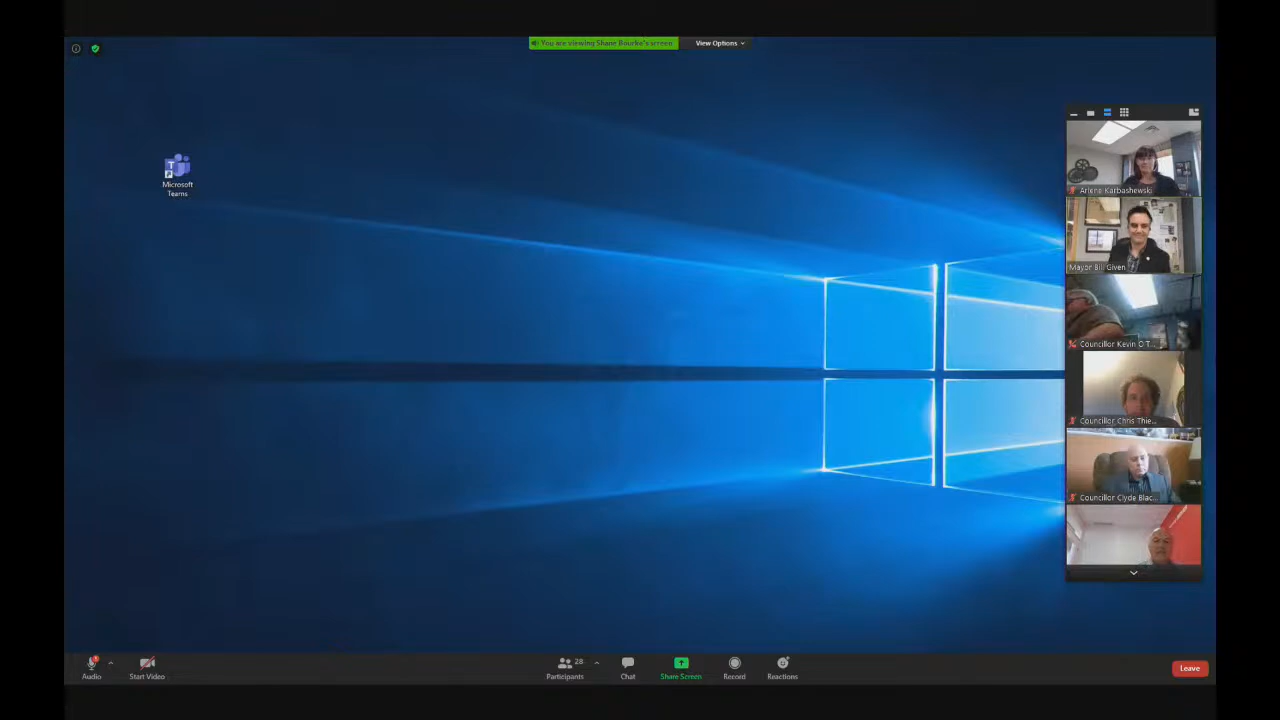 You are viewing Shane Bourke's screen
View Options
Microsoft
Teams
Arlene Karbashewski
Mayor Bill Given
Councillor Kevin O T...
Councillor Chris Thie...
Councillor Clyde Blac...
Audio
Start Video
28
Participants
Chat
Share Screen
Record
Reactions
Leave